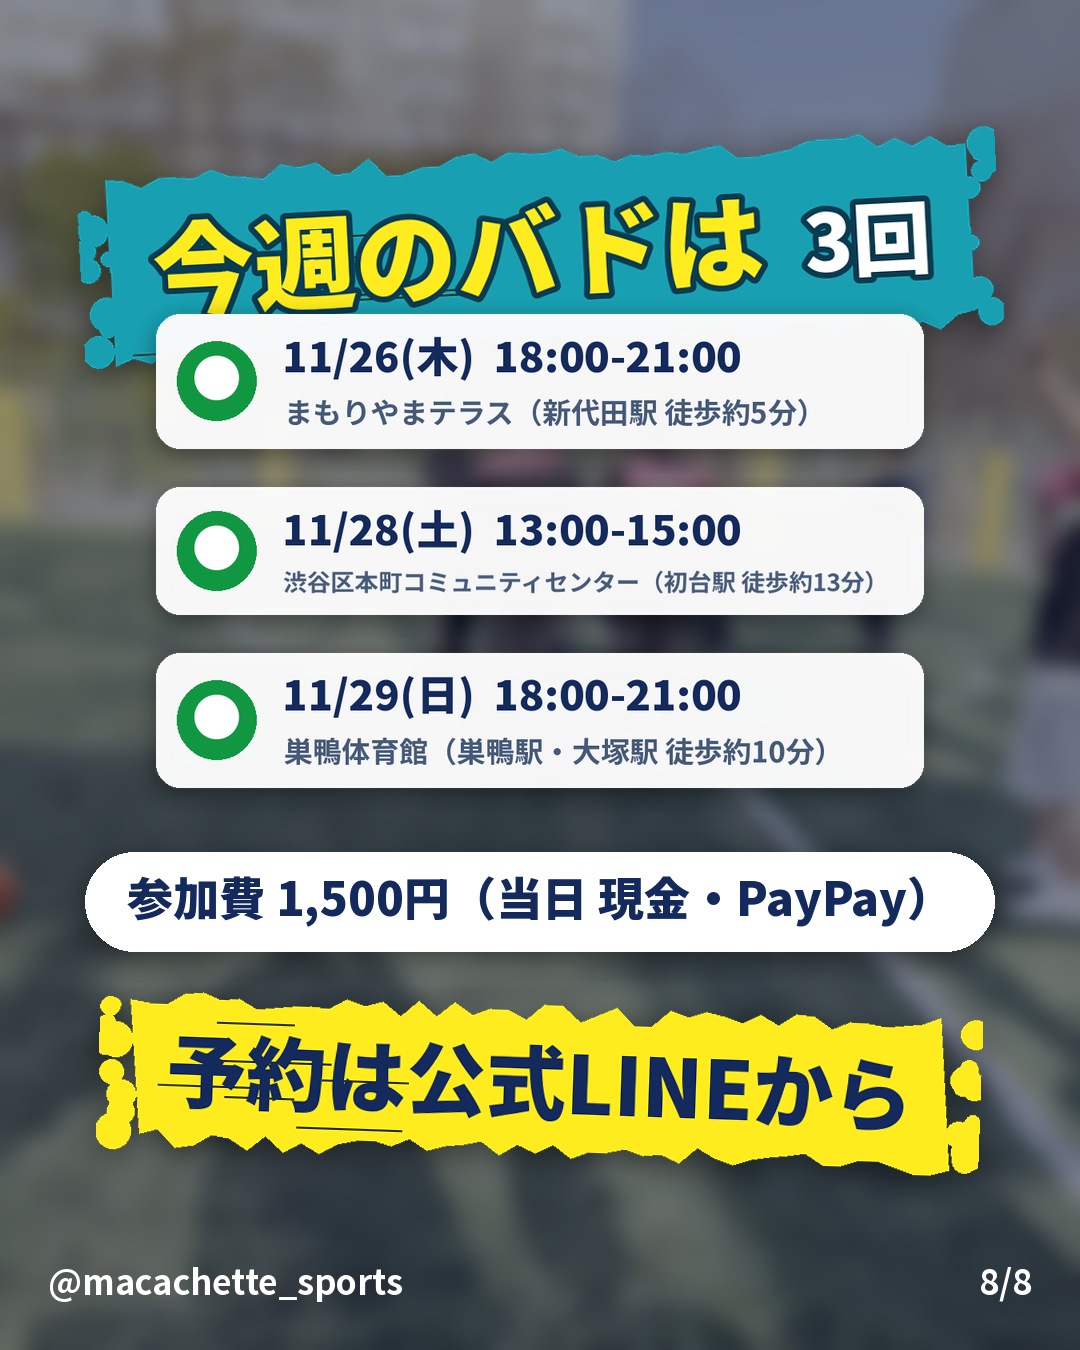 今週のバドは 3回
11/26(木) 18:00-21:00
まもりやまテラス（新代田駅 徒歩約5分）
11/28(土) 13:00-15:00
渋谷区本町コミュニティセンター（初台駅 徒歩約13分）
11/29(日) 18:00-21:00
巣鴨体育館（巣鴨駅・大塚駅 徒歩約10分）
参加費 1,500円（当日 現金・PayPay）
予約は公式LINEから
@macachette_sports
8/8